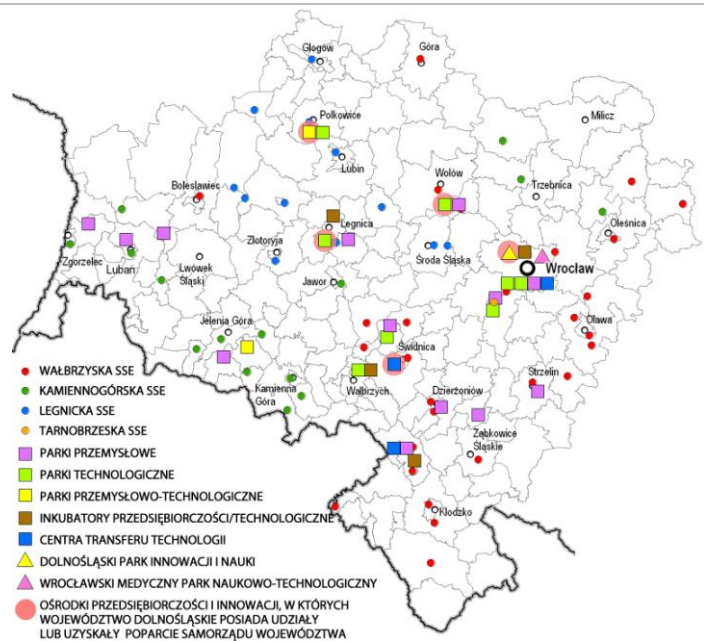 Głogów
Góra
Polkowice
Milicz
Lubin
Wołów
Trzebnica
Bolesławiec
Oleśnica
Legnica
Zgorzelec
Lubań
Lwówek
Śląski
Złotoryja
Środa Śląska
Wrocław
Jawor
Jelenia Góra
Oława
Świdnica
Kamienna
Góra
Wałbrzych
Dzierżoniów
Strzelin
Ząbkowice
Śląskie
Kłodzko
WAŁBRZYSKA SSE
KAMIENNOGÓRSKA SSE
LEGNICKA SSE
TARNOBRZESKA SSE
PARKI PRZEMYSŁOWE
PARKI TECHNOLOGICZNE
PARKI PRZEMYSŁOWO-TECHNOLOGICZNE
INKUBATORY PRZEDSIĘBIORCZOŚCI/TECHNOLOGICZNE
CENTRA TRANSFERU TECHNOLOGII
DOLNOŚLĄSKI PARK INNOWACJI I NAUKI
WROCŁAWSKI MEDYCZNY PARK NAUKOWO-TECHNOLOGICZNY
OŚRODKI PRZEDSIĘBIORCZOŚCI I INNOWACJI, W KTÓRYCH
WOJEWÓDZTWO DOLNOŚLĄSKIE POSIADA UDZIAŁY
LUB UZYSKAŁY POPARCIE SAMORZĄDU WOJEWÓDZTWA